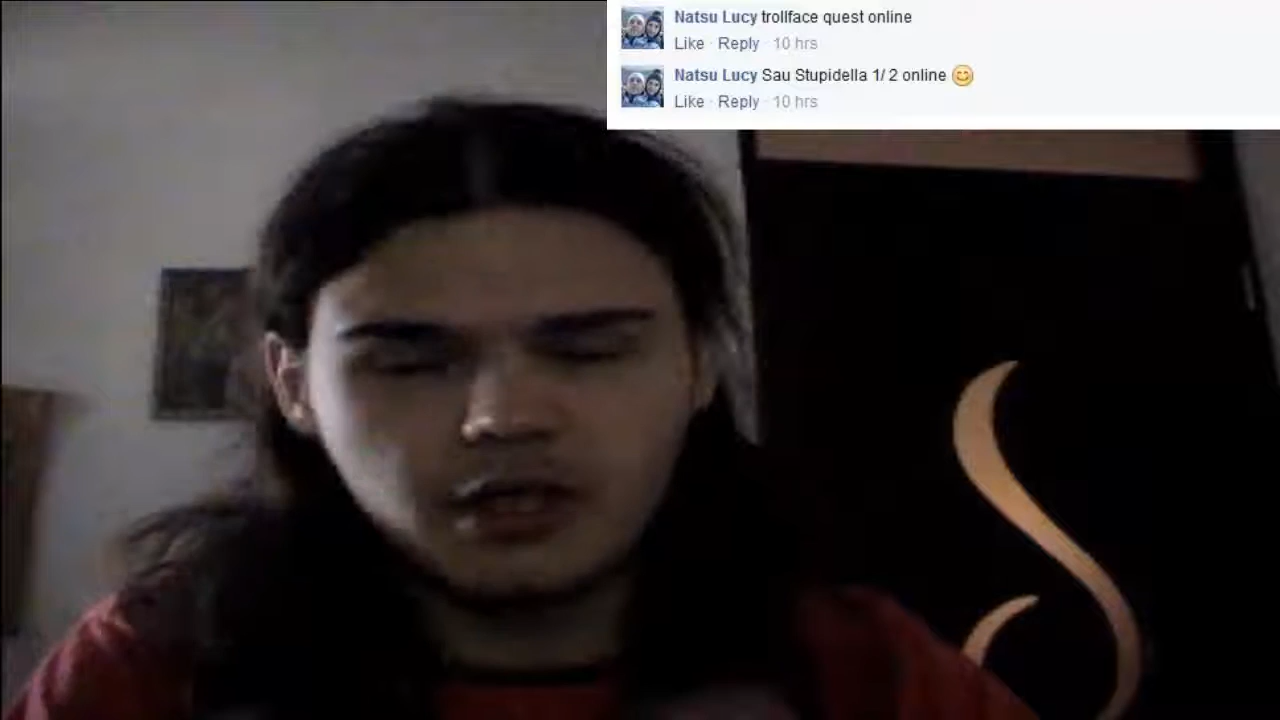 Natsu Lucy trollface quest online
Like · Reply · 10 hrs
Natsu Lucy Sau Stupidella 1/ 2 online 😊
Like · Reply · 10 hrs